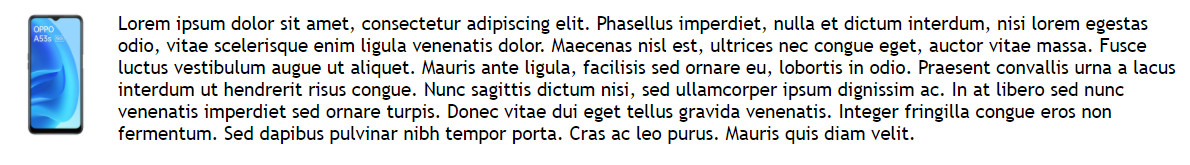 OPPO
A53s
Lorem ipsum dolor sit amet, consectetur adipiscing elit. Phasellus imperdiet, nulla et dictum interdum, nisi lorem egestas
odio, vitae scelerisque enim ligula venenatis dolor. Maecenas nisl est, ultrices nec congue eget, auctor vitae massa. Fusce
luctus vestibulum augue ut aliquet. Mauris ante ligula, facilisis sed ornare eu, lobortis in odio. Praesent convallis urna a lacus
interdum ut hendrerit risus congue. Nunc sagittis dictum nisi, sed ullamcorper ipsum dignissim ac. In at libero sed nunc
venenatis imperdiet sed ornare turpis. Donec vitae dui eget tellus gravida venenatis. Integer fringilla congue eros non
fermentum. Sed dapibus pulvinar nibh tempor porta. Cras ac leo purus. Mauris quis diam velit.